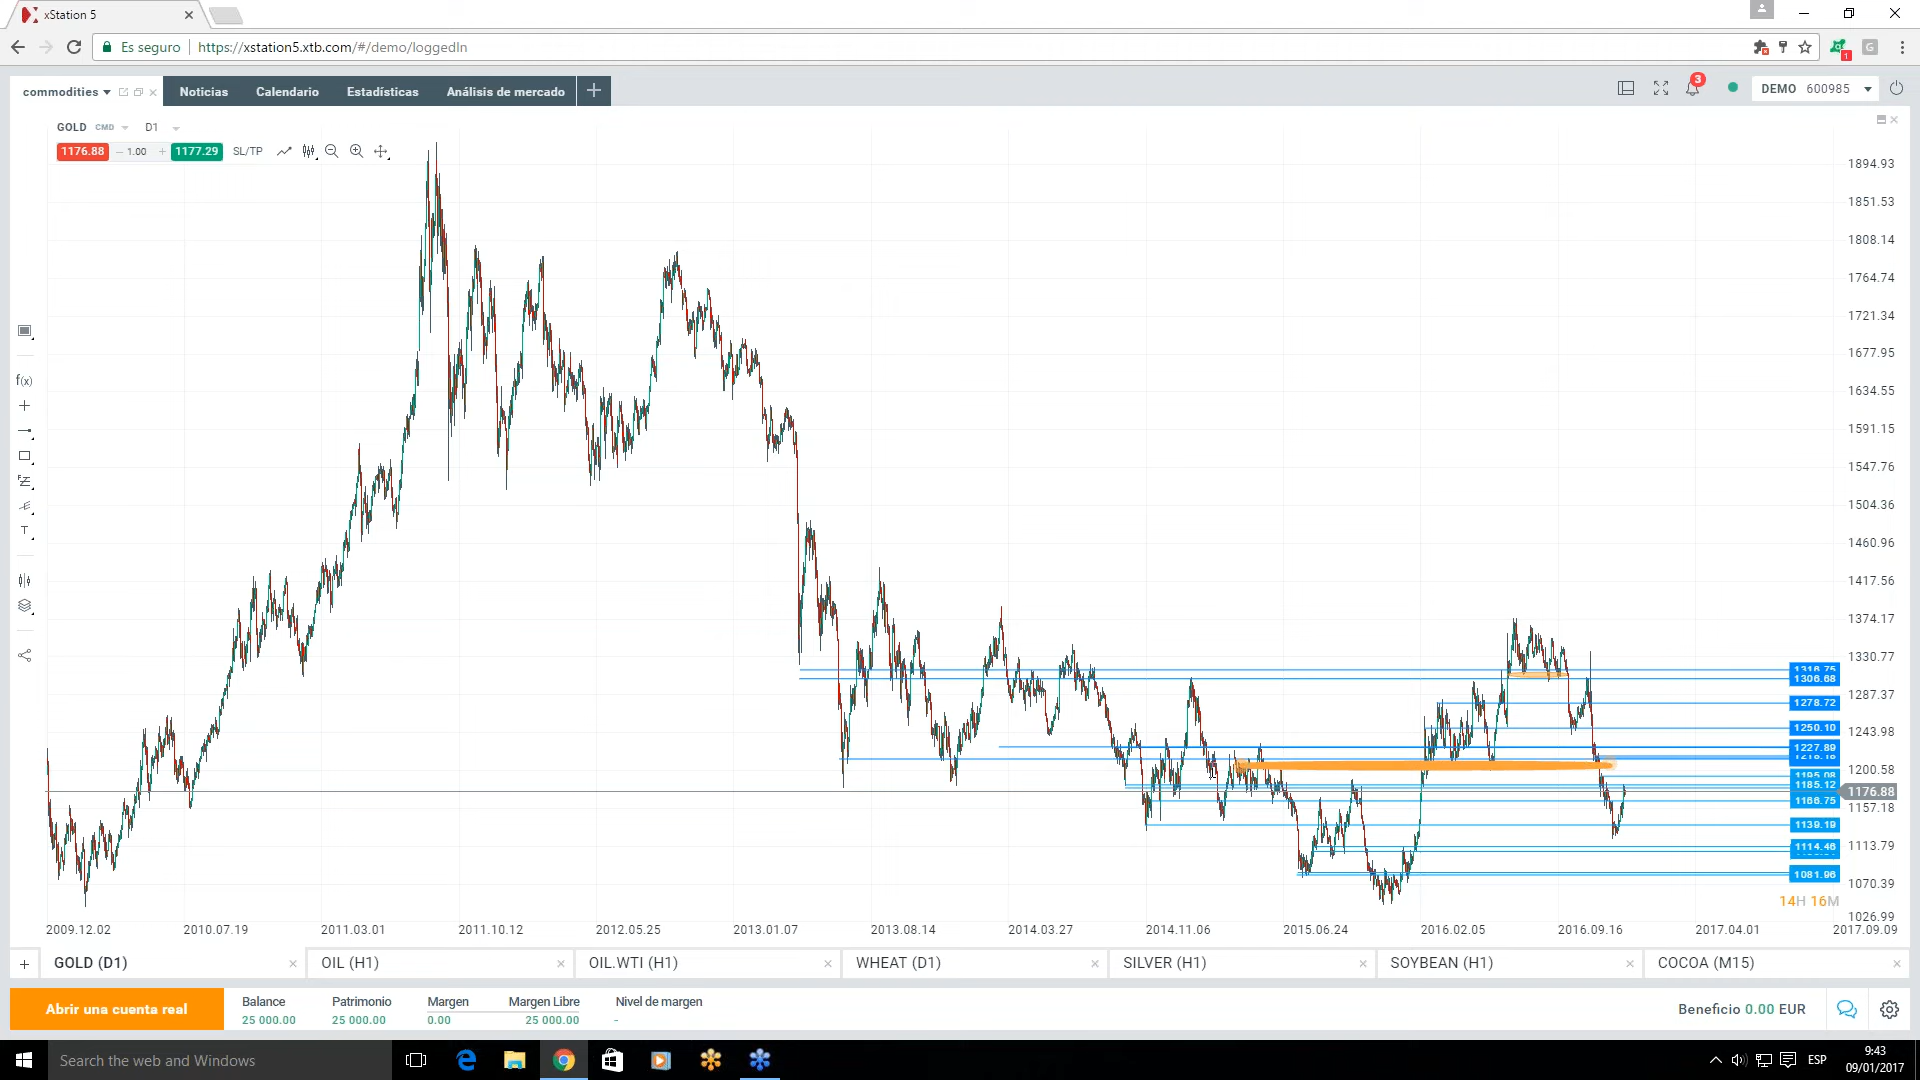 xStation 5
Es seguro https://xstation5.xtb.com/#/demo/loggedIn
commodities Noticias Calendario Estadísticas Análisis de mercado 3 DEMO 600985
GOLD CMD D1
1176.88 1.00 1177.29 SL/TP
1894.93
1851.53
1808.14
1764.74
1721.34
1677.95
1634.55
1591.15
1547.76
1504.36
1460.96
1417.56
1374.17
1330.77
1316.75
1306.68
1287.37
1278.72
1250.10
1243.98
1227.89
1200.58
1195.08
1185.12
1176.88
1166.75
1157.18
1139.19
1114.46
1113.79
1081.96
1070.39
14H 16M
1026.99
f(x)
T
2009.12.02 2010.07.19 2011.03.01 2011.10.12 2012.05.25 2013.01.07 2013.08.14 2014.03.27 2014.11.06 2015.06.24 2016.02.05 2016.09.16 2017.04.01 2017.09.09
GOLD (D1) OIL (H1) OIL.WTI (H1) WHEAT (D1) SILVER (H1) SOYBEAN (H1) COCOA (M15)
Abrir una cuenta real
Balance Patrimonio Margen Margen Libre Nivel de margen
25 000.00 25 000.00 0.00 25 000.00 -
Beneficio 0.00 EUR
Search the web and Windows
ESP
9:43
09/01/2017